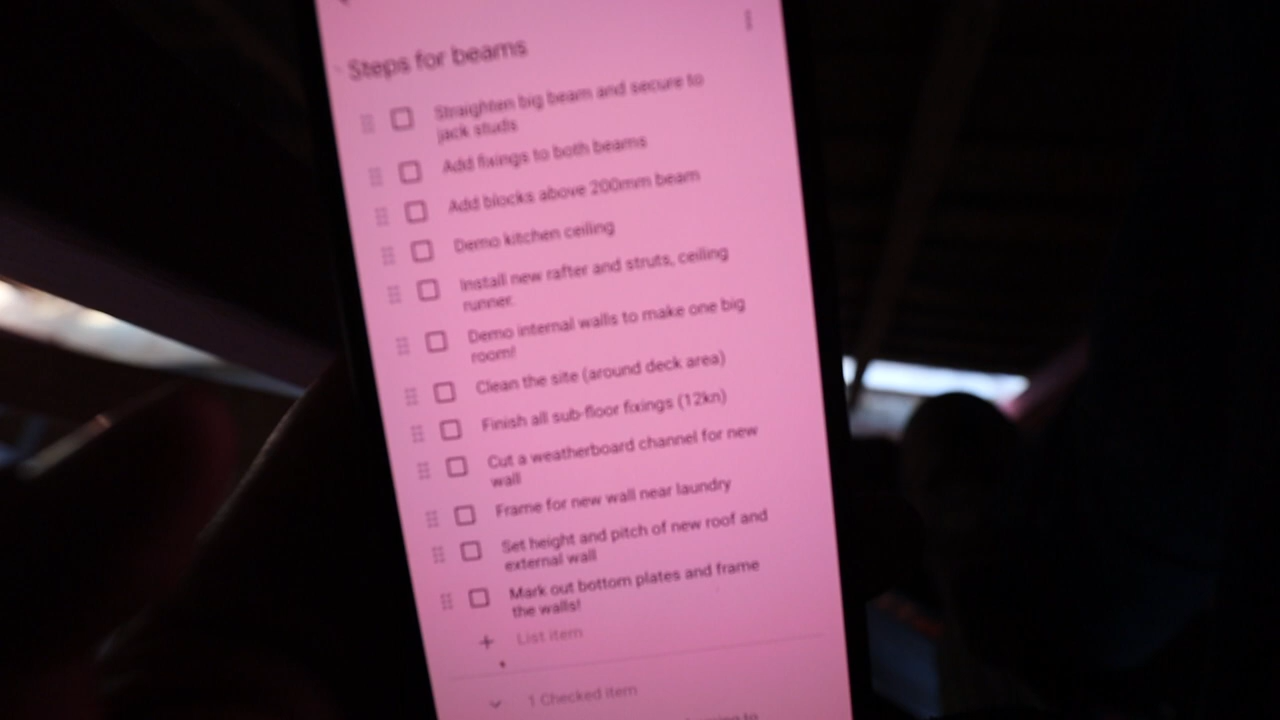 Steps for beams
Straighten big beam and secure to
jack studs
Add fixings to both beams
Add blocks above 200mm beam
Demo kitchen ceiling
Install new rafter and struts, ceiling
runner.
Demo internal walls to make one big
room!
Clean the site (around deck area)
Finish all sub-floor fixings (12kn)
Cut a weatherboard channel for new
wall
Frame for new wall near laundry
Set height and pitch of new roof and
external wall
Mark out bottom plates and frame
the walls!
+ List item
1 Checked item
to